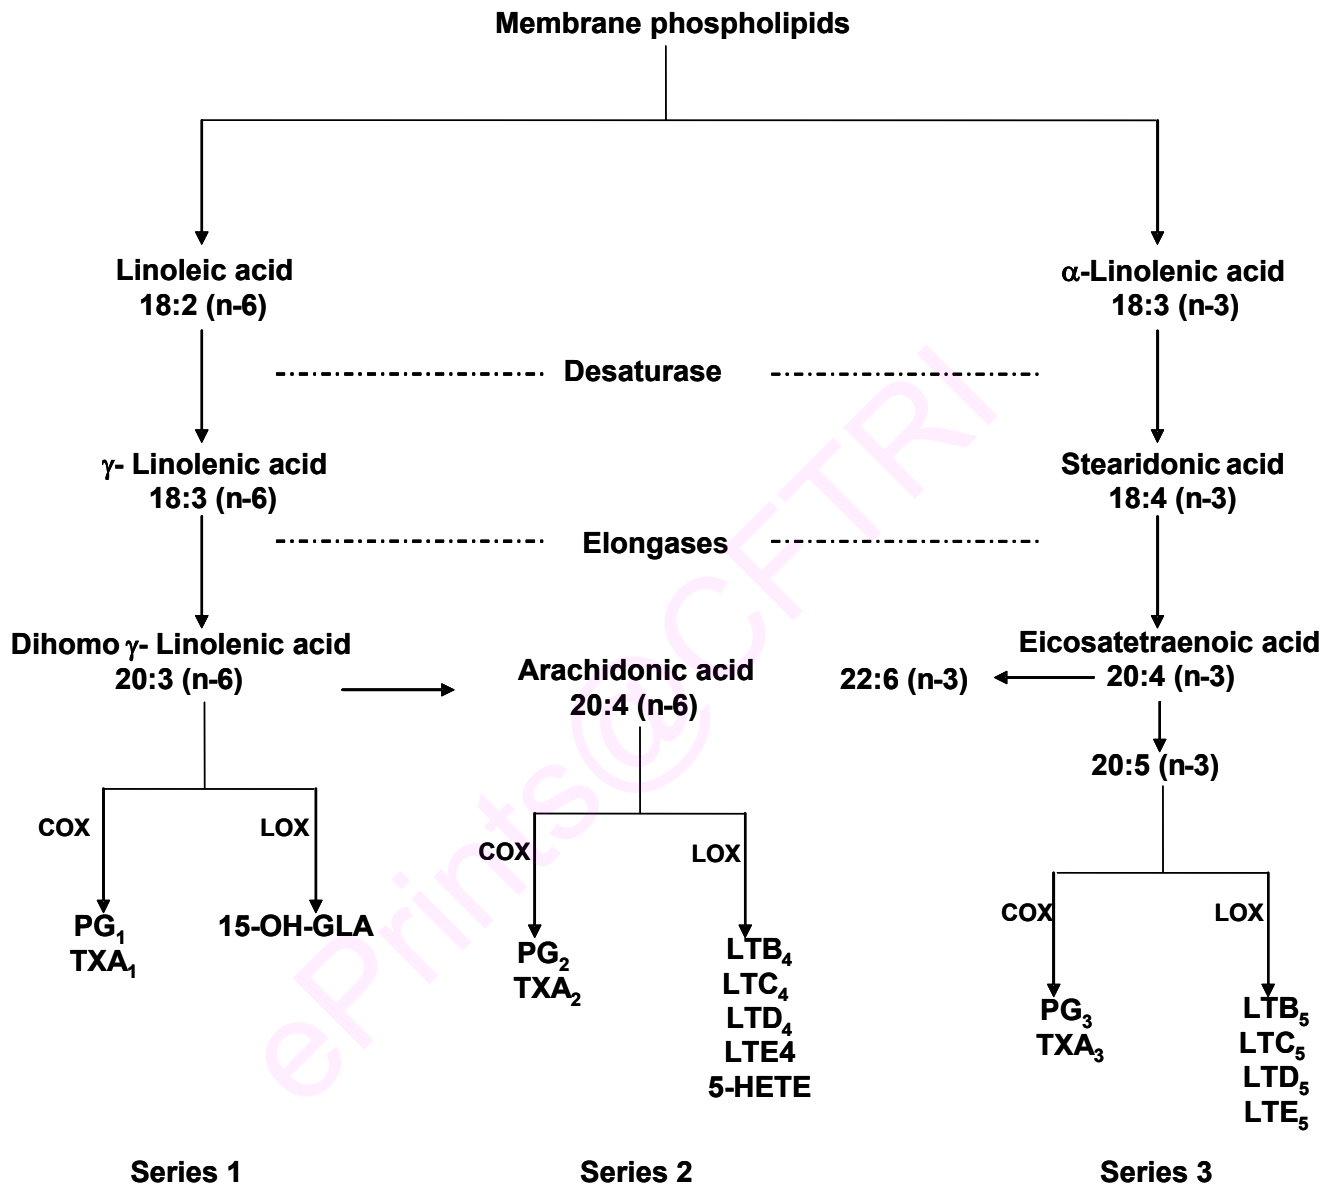 Membrane phospholipids
Linoleic acid
18:2 (n-6)
α-Linolenic acid
18:3 (n-3)
Desaturase
γ- Linolenic acid
18:3 (n-6)
Stearidonic acid
18:4 (n-3)
Elongases
Dihomo γ- Linolenic acid
20:3 (n-6)
Arachidonic acid
20:4 (n-6)
22:6 (n-3)
Eicosatetraenoic acid
20:4 (n-3)
20:5 (n-3)
COX
LOX
PG₁
TXA₁
15-OH-GLA
COX
LOX
PG₂
TXA₂
LTB₄
LTC₄
LTD₄
LTE4
5-HETE
COX
LOX
PG₃
TXA₃
LTB₅
LTC₅
LTD₅
LTE₅
Series 1
Series 2
Series 3
ePrints@CFTRI